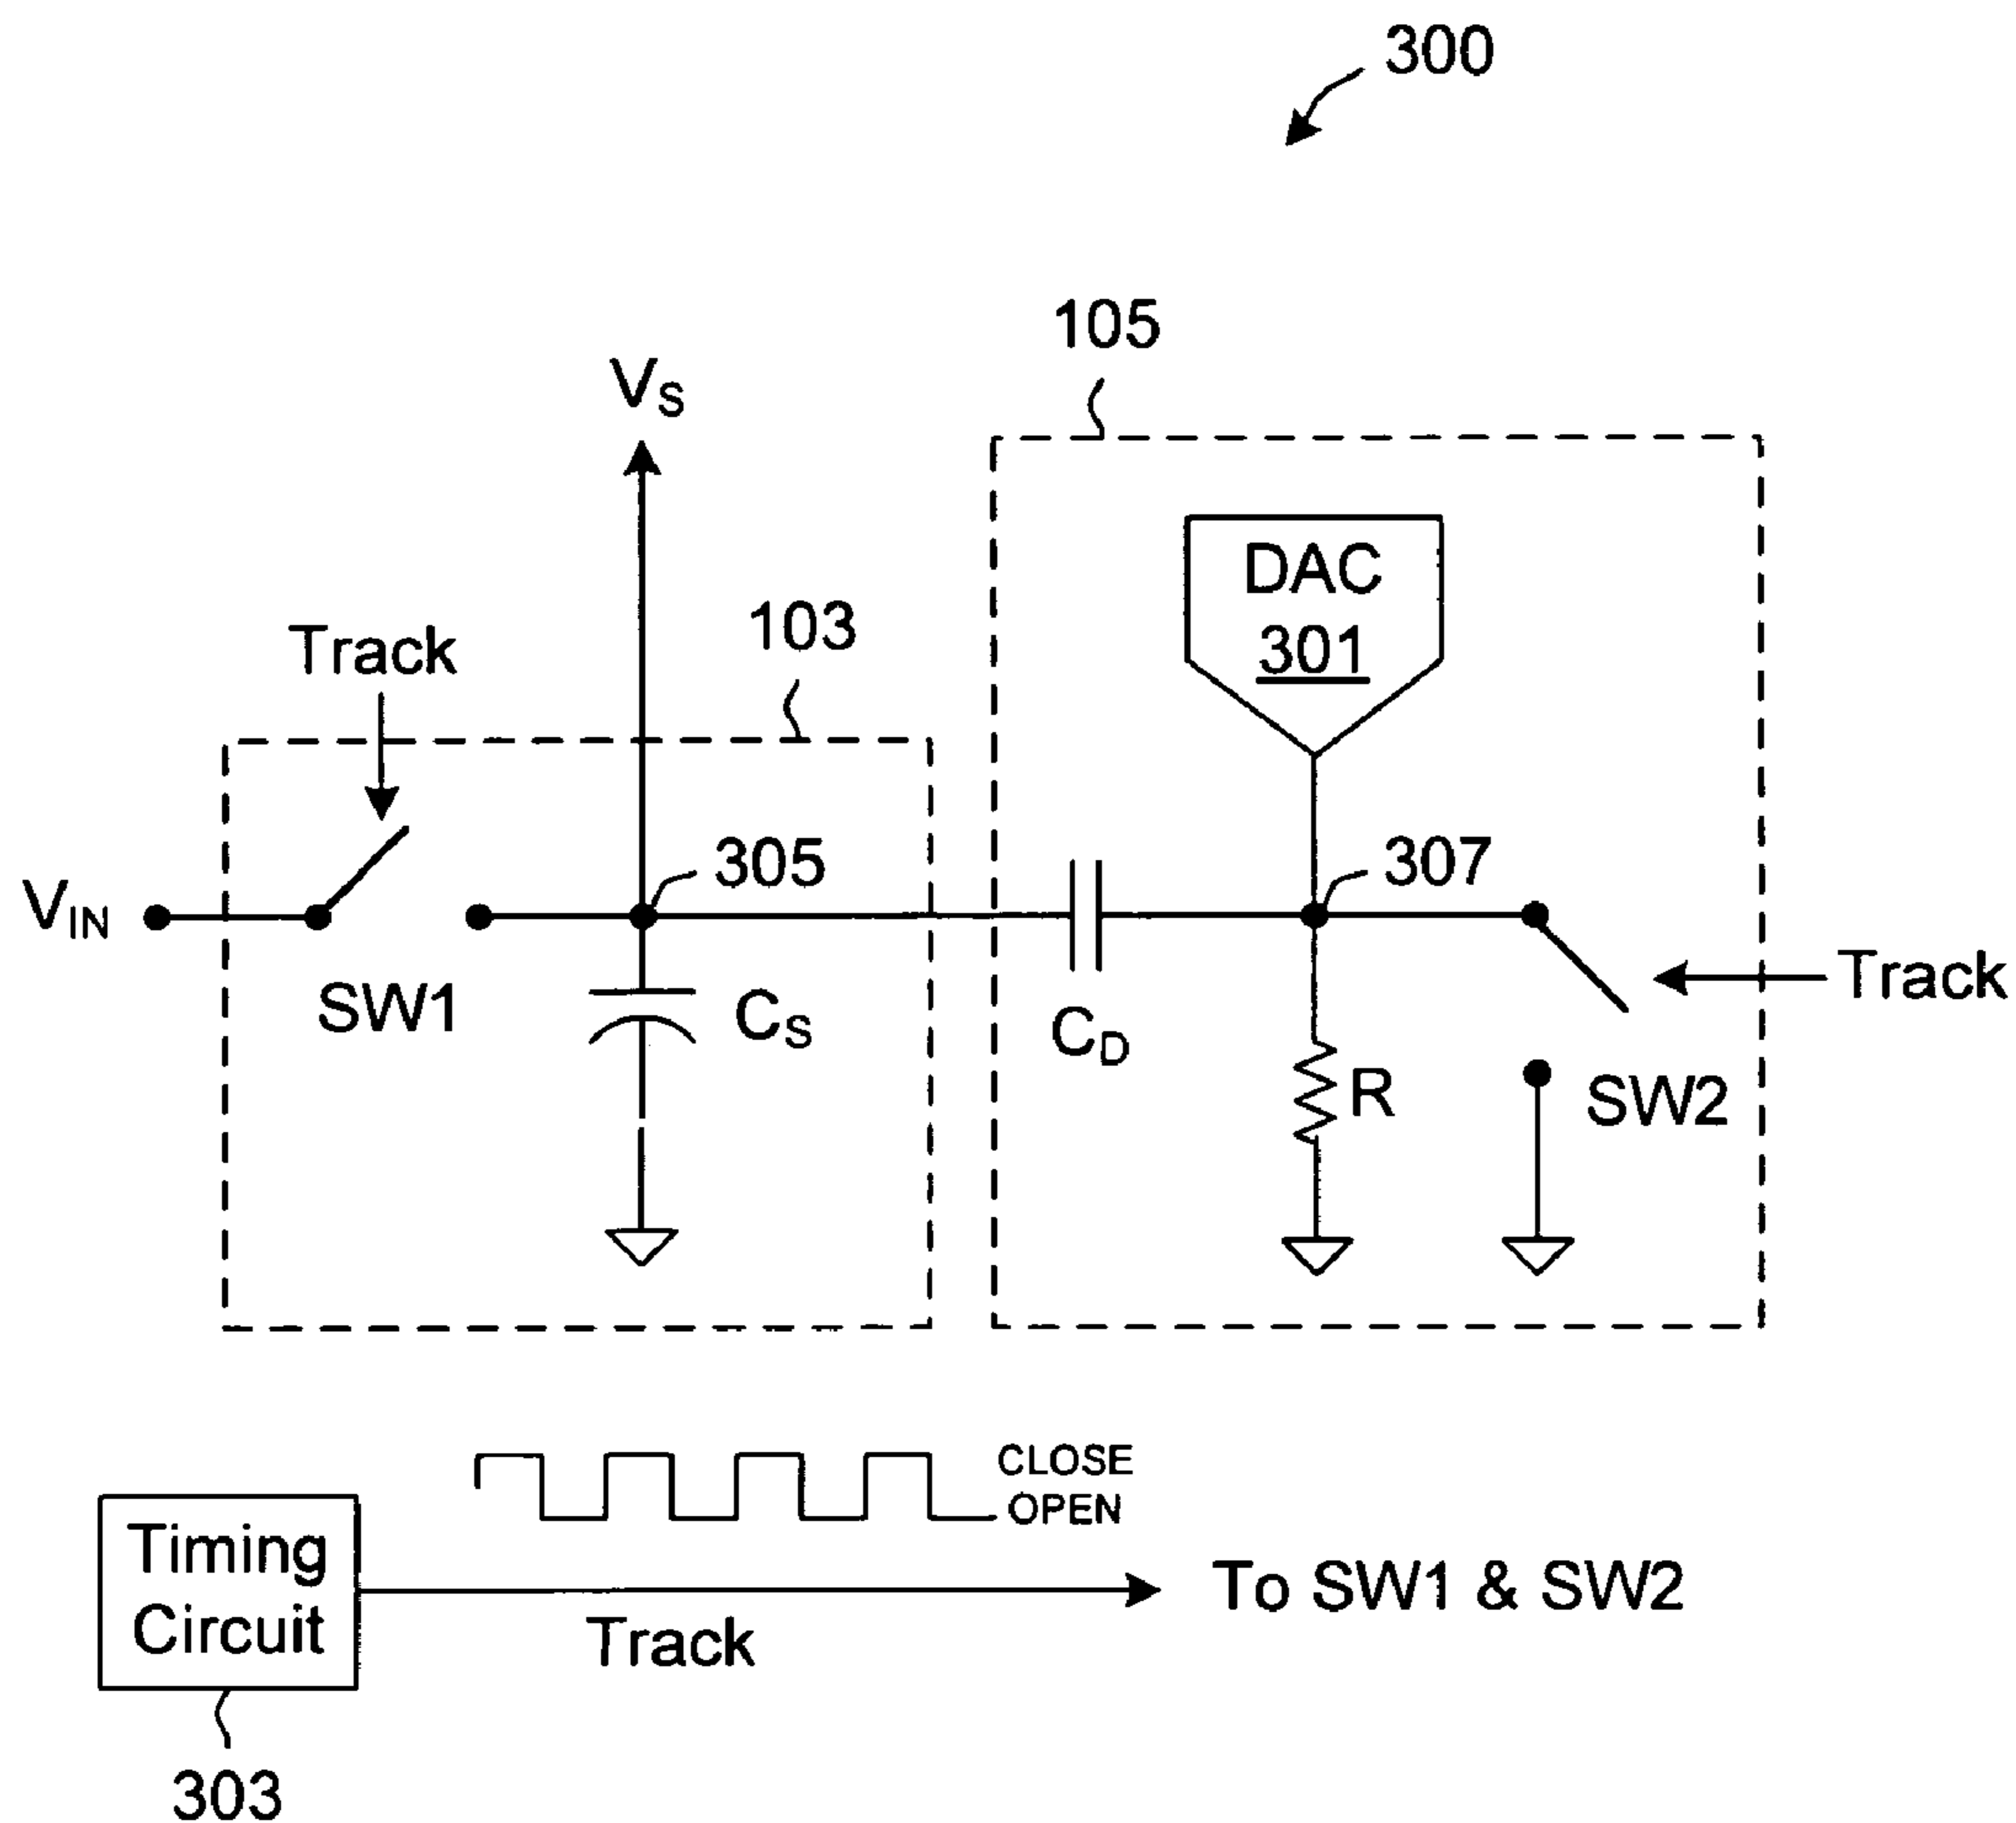 300
105
VS
DAC
301
103
Track
305
307
VIN
Track
SW1
CS
CD
R
SW2
CLOSE
OPEN
Timing
Circuit
To SW1 & SW2
Track
303